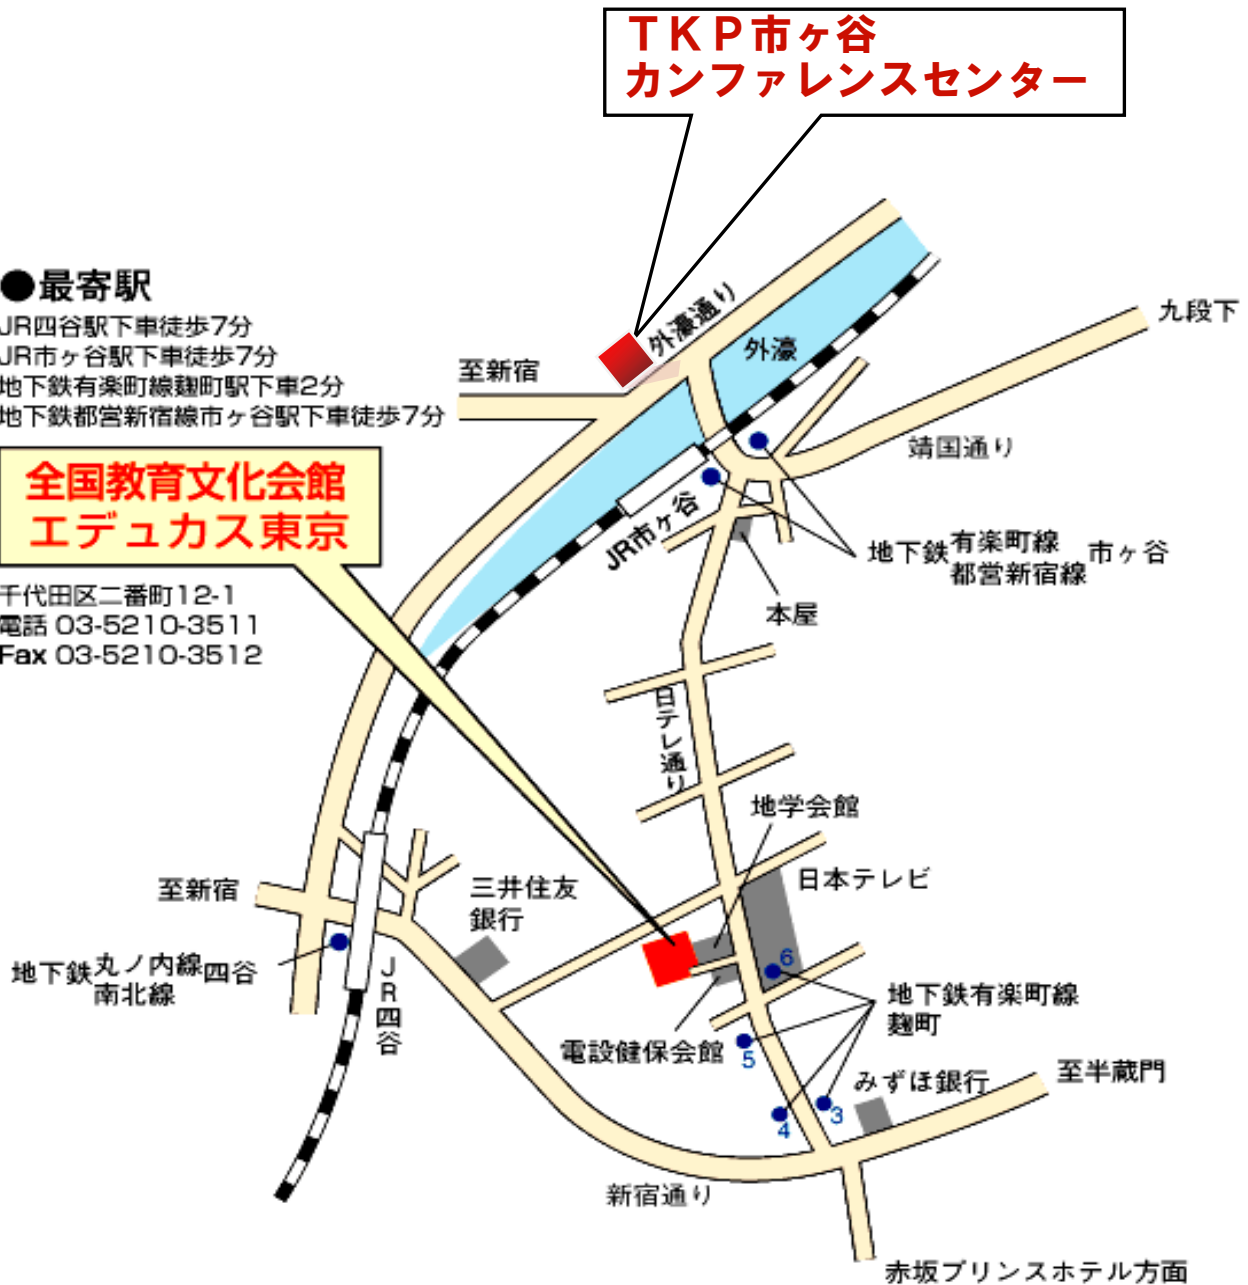 TKP市ヶ谷
カンファレンスセンター
●最寄駅
JR四谷駅下車徒歩7分
JR市ヶ谷駅下車徒歩7分
地下鉄有楽町線麹町駅下車2分
地下鉄都営新宿線市ヶ谷駅下車徒歩7分
全国教育文化会館
エデュカス東京
千代田区二番町12-1
電話 03-5210-3511
Fax 03-5210-3512
外濠通り
外濠
九段下
至新宿
靖国通り
JR市ヶ谷
地下鉄 有楽町線 市ヶ谷
都営新宿線
本屋
日テレ通り
地学会館
日本テレビ
至新宿
三井住友
銀行
地下鉄 丸ノ内線 四谷
南北線
JR四谷
6
地下鉄有楽町線
麹町
電設健保会館
5
みずほ銀行
至半蔵門
3
4
新宿通り
赤坂プリンスホテル方面